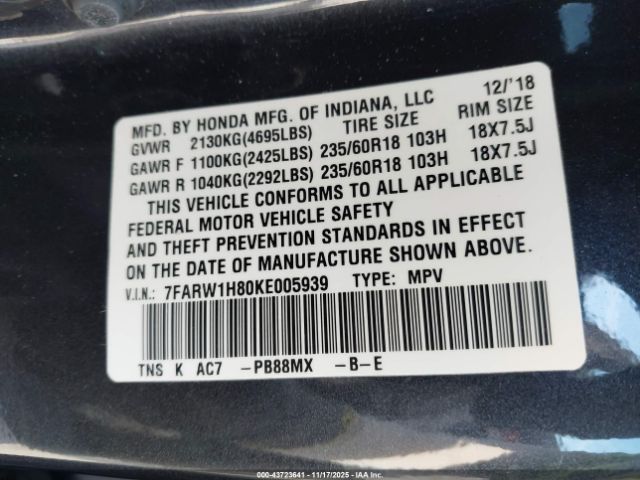 MFD. BY HONDA MFG. OF INDIANA, LLC 12/'18
GVWR 2130KG(4695LBS) TIRE SIZE RIM SIZE
GAWR F 1100KG(2425LBS) 235/60R18 103H 18X7.5J
GAWR R 1040KG(2292LBS) 235/60R18 103H 18X7.5J
THIS VEHICLE CONFORMS TO ALL APPLICABLE
FEDERAL MOTOR VEHICLE SAFETY
AND THEFT PREVENTION STANDARDS IN EFFECT
ON THE DATE OF MANUFACTURE SHOWN ABOVE.
V.I.N.: 7FARW1H80KE005939 TYPE: MPV
TNS K AC7 -PB88MX -B-E
000-43723641 - 11/17/2025 - IAA Inc.